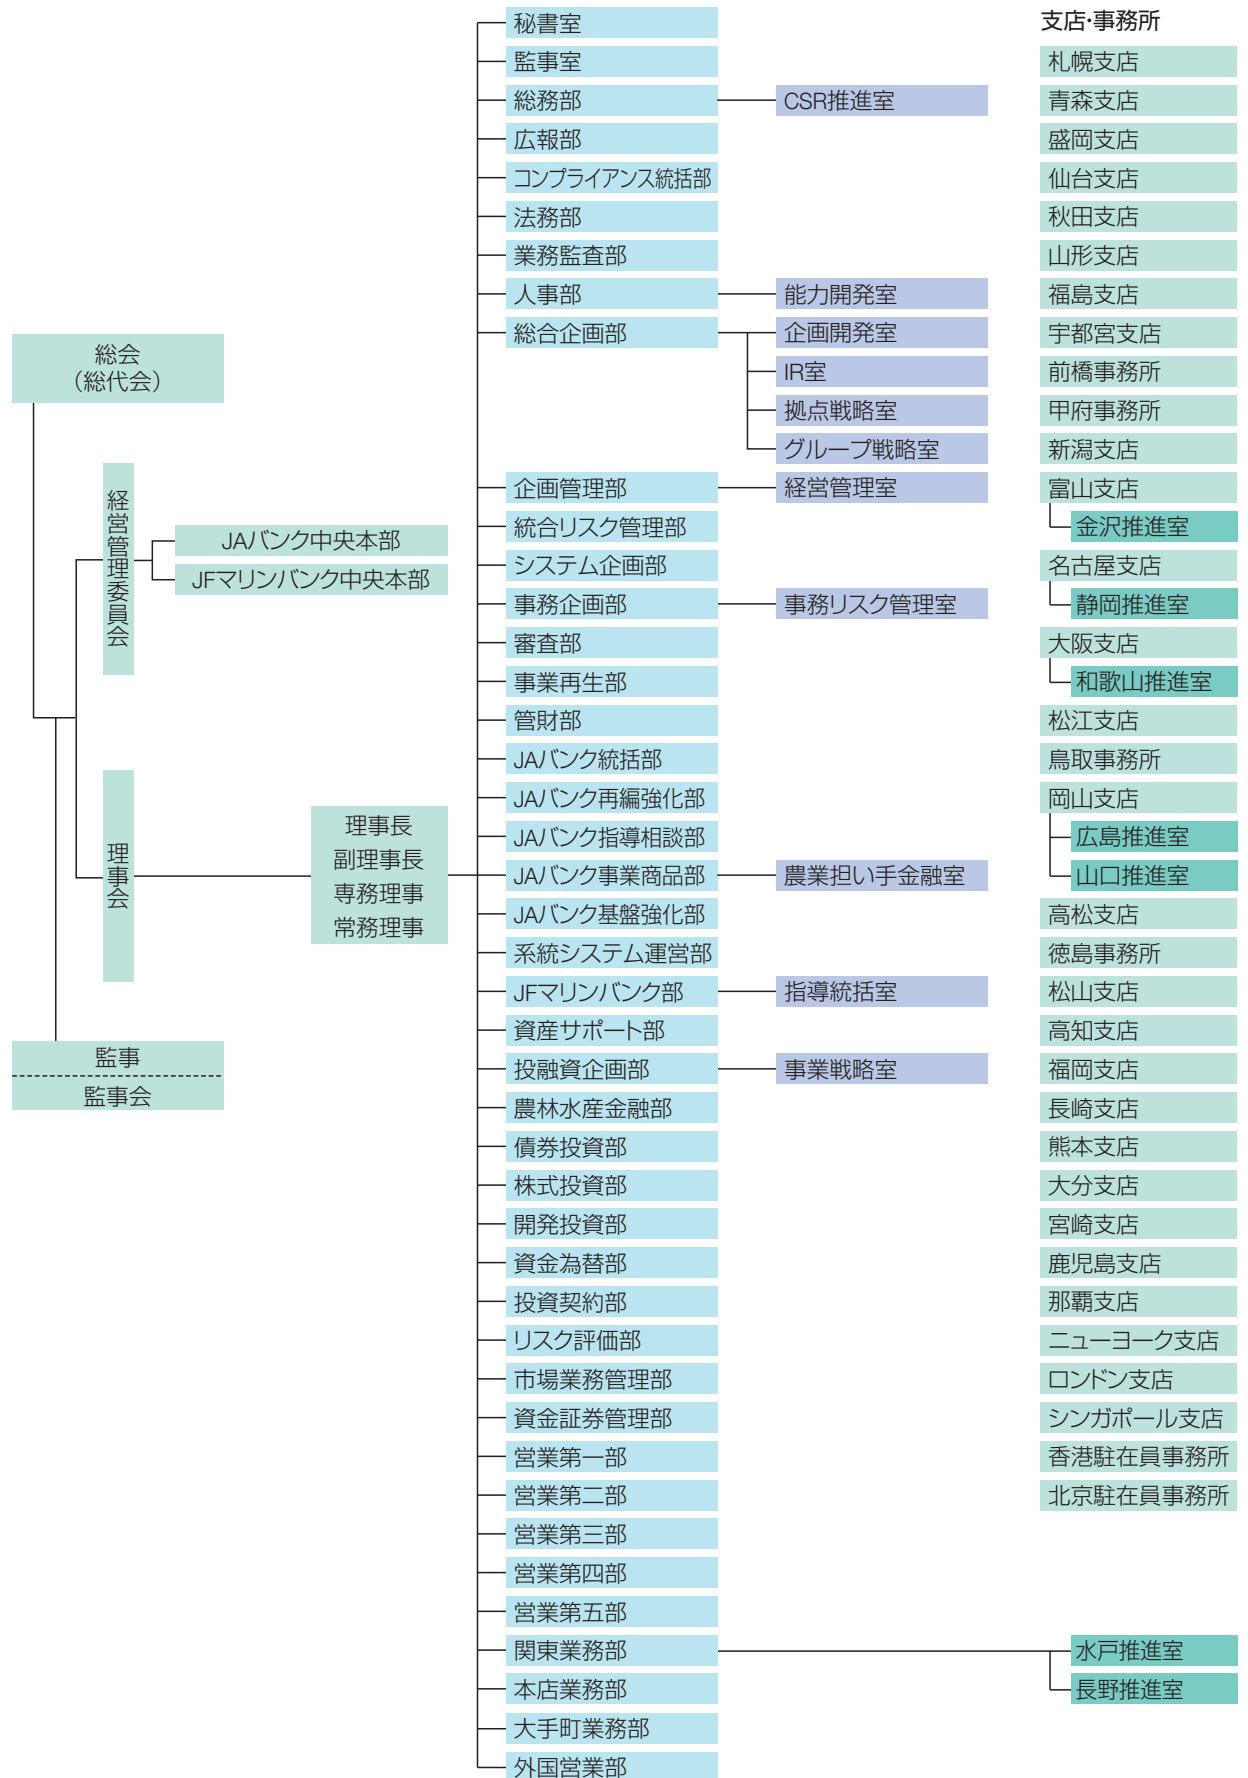 総会
（総代会）
経営管理委員会
JAバンク中央本部
JFマリンバンク中央本部
理事会
理事長
副理事長
専務理事
常務理事
監事
監事会
秘書室
監事室
総務部
CSR推進室
広報部
コンプライアンス統括部
法務部
業務監査部
人事部
能力開発室
総合企画部
企画開発室
IR室
拠点戦略室
グループ戦略室
企画管理部
経営管理室
統合リスク管理部
システム企画部
事務企画部
事務リスク管理室
審査部
事業再生部
管財部
JAバンク統括部
JAバンク再編強化部
JAバンク指導相談部
JAバンク事業商品部
農業担い手金融室
JAバンク基盤強化部
系統システム運営部
JFマリンバンク部
指導統括室
資産サポート部
投融資企画部
事業戦略室
農林水産金融部
債券投資部
株式投資部
開発投資部
資金為替部
投資契約部
リスク評価部
市場業務管理部
資金証券管理部
営業第一部
営業第二部
営業第三部
営業第四部
営業第五部
関東業務部
水戸推進室
長野推進室
本店業務部
大手町業務部
外国営業部
支店・事務所
札幌支店
青森支店
盛岡支店
仙台支店
秋田支店
山形支店
福島支店
宇都宮支店
前橋事務所
甲府事務所
新潟支店
富山支店
金沢推進室
名古屋支店
静岡推進室
大阪支店
和歌山推進室
松江支店
鳥取事務所
岡山支店
広島推進室
山口推進室
高松支店
徳島事務所
松山支店
高知支店
福岡支店
長崎支店
熊本支店
大分支店
宮崎支店
鹿児島支店
那覇支店
ニューヨーク支店
ロンドン支店
シンガポール支店
香港駐在員事務所
北京駐在員事務所